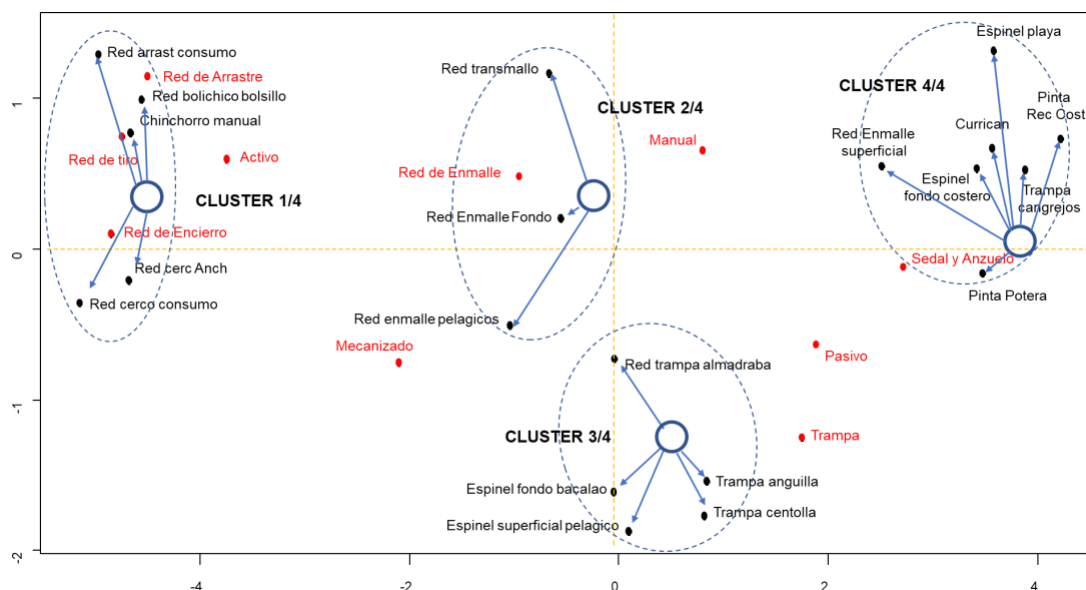 Espinel playa
Red arrast consumo
Red de Arrastre
Red transmallo
CLUSTER 4/4
Pinta
Rec Cost
Red bolichico bolsillo
CLUSTER 2/4
1
Chinchorro manual
Currican
Red Enmalle
superficial
Manual
Red de tiro
Activo
Red de Enmalle
Espinel
fondo costero
Trampa
cangrejos
CLUSTER 1/4
Red Enmalle Fondo
Red de Encierro
0
Sedal y Anzuelo
Red cerc Anch
Pinta Potera
Red cerco consumo
Red enmalle pelagicos
Mecanizado
Red trampa almadraba
Pasivo
-1
CLUSTER 3/4
Trampa
Espinel fondo bacalao
Trampa anguilla
Trampa centolla
Espinel superficial pelagico
-2
-4
-2
0
2
4